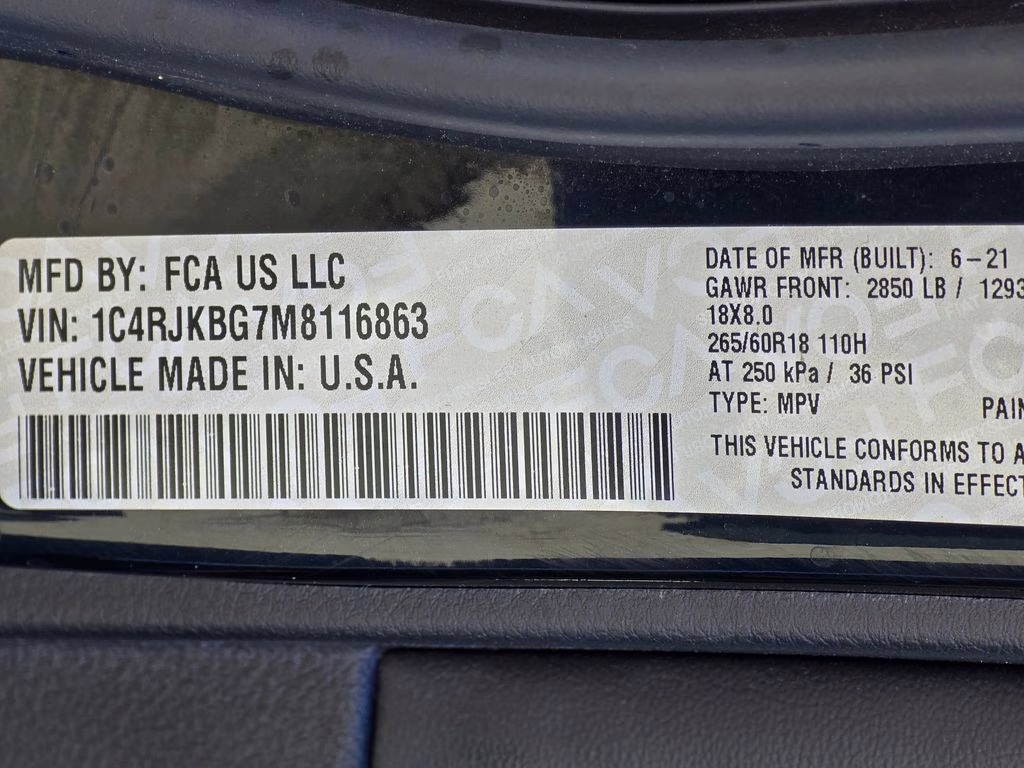 MFD BY: FCA US LLC
VIN: 1C4RJKBG7M8116863
VEHICLE MADE IN: U.S.A.
DATE OF MFR (BUILT): 6-21
GAWR FRONT: 2850 LB / 1293
18X8.0
265/60R18 110H
AT 250 kPa / 36 PSI
TYPE: MPV
THIS VEHICLE CONFORMS TO
STANDARDS IN EFFECT